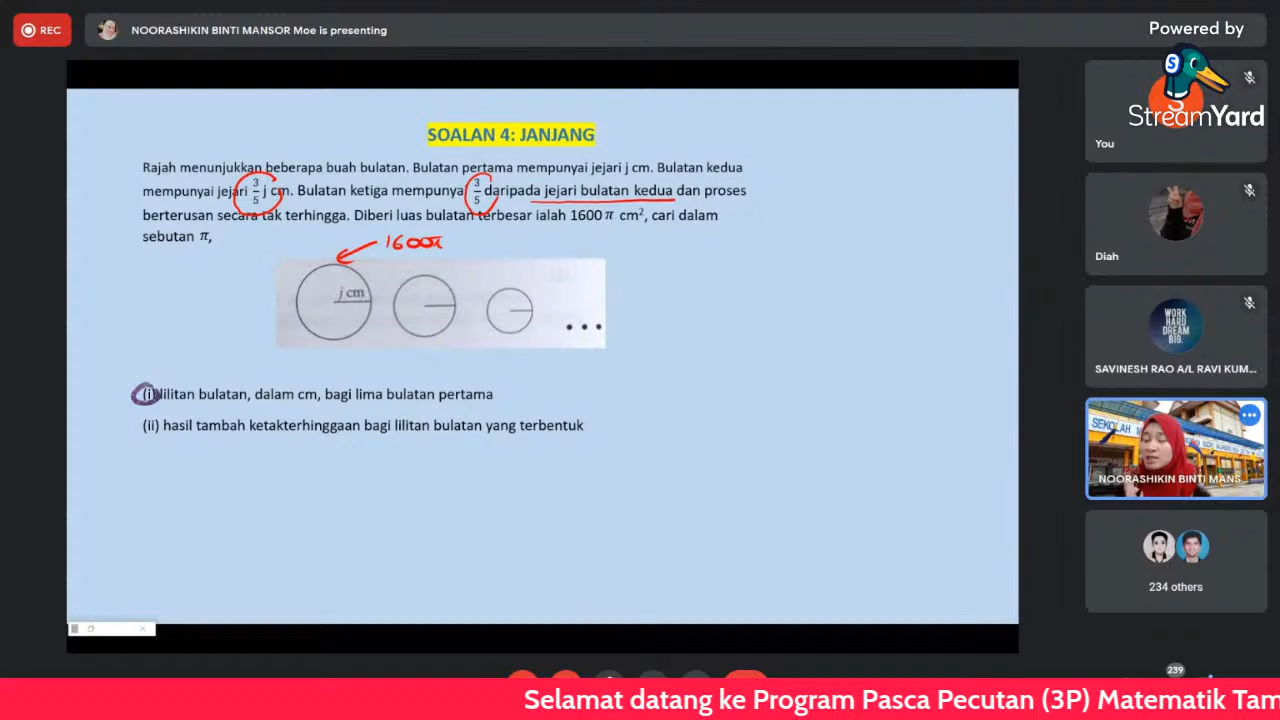 REC
NOORASHIKIN BINTI MANSOR Moe is presenting
Powered by
StreamYard
You
SOALAN 4: JANJANG
Rajah menunjukkan beberapa buah bulatan. Bulatan pertama mempunyai jejari j cm. Bulatan kedua
mempunyai jejari 3/5 j cm. Bulatan ketiga mempunyai 3/5 daripada jejari bulatan kedua dan proses
berterusan secara tak terhingga. Diberi luas bulatan terbesar ialah 1600 π cm², cari dalam
sebutan π,
1600π
j cm
(i) lilitan bulatan, dalam cm, bagi lima bulatan pertama
(ii) hasil tambah ketakterhinggaan bagi lilitan bulatan yang terbentuk
Diah
WORK
HARD
DREAM
BIG.
SAVINESH RAO A/L RAVI KUM...
SEKOLAH
NOORASHIKIN BINTI MANS...
234 others
239
Selamat datang ke Program Pasca Pecutan (3P) Matematik Tam